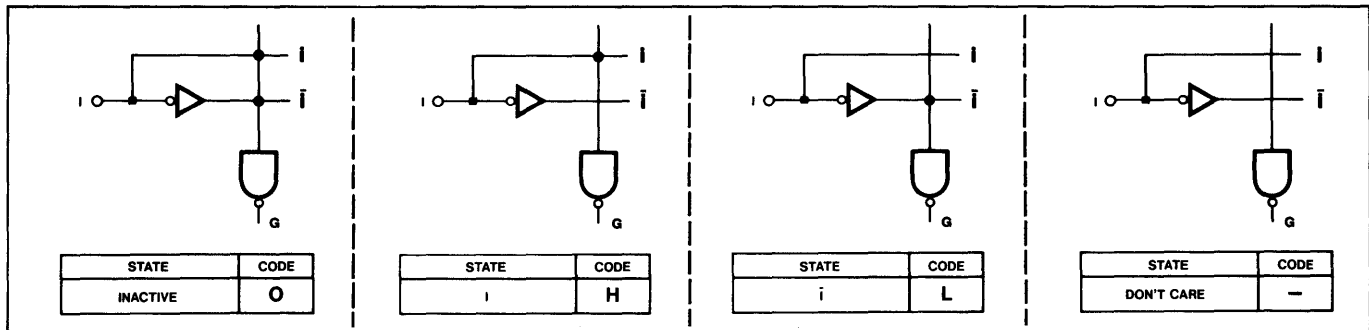 i
I
ī
G
STATE CODE
INACTIVE O
i
I
ī
G
STATE CODE
I H
i
I
ī
G
STATE CODE
ī L
i
I
ī
G
STATE CODE
DON'T CARE –